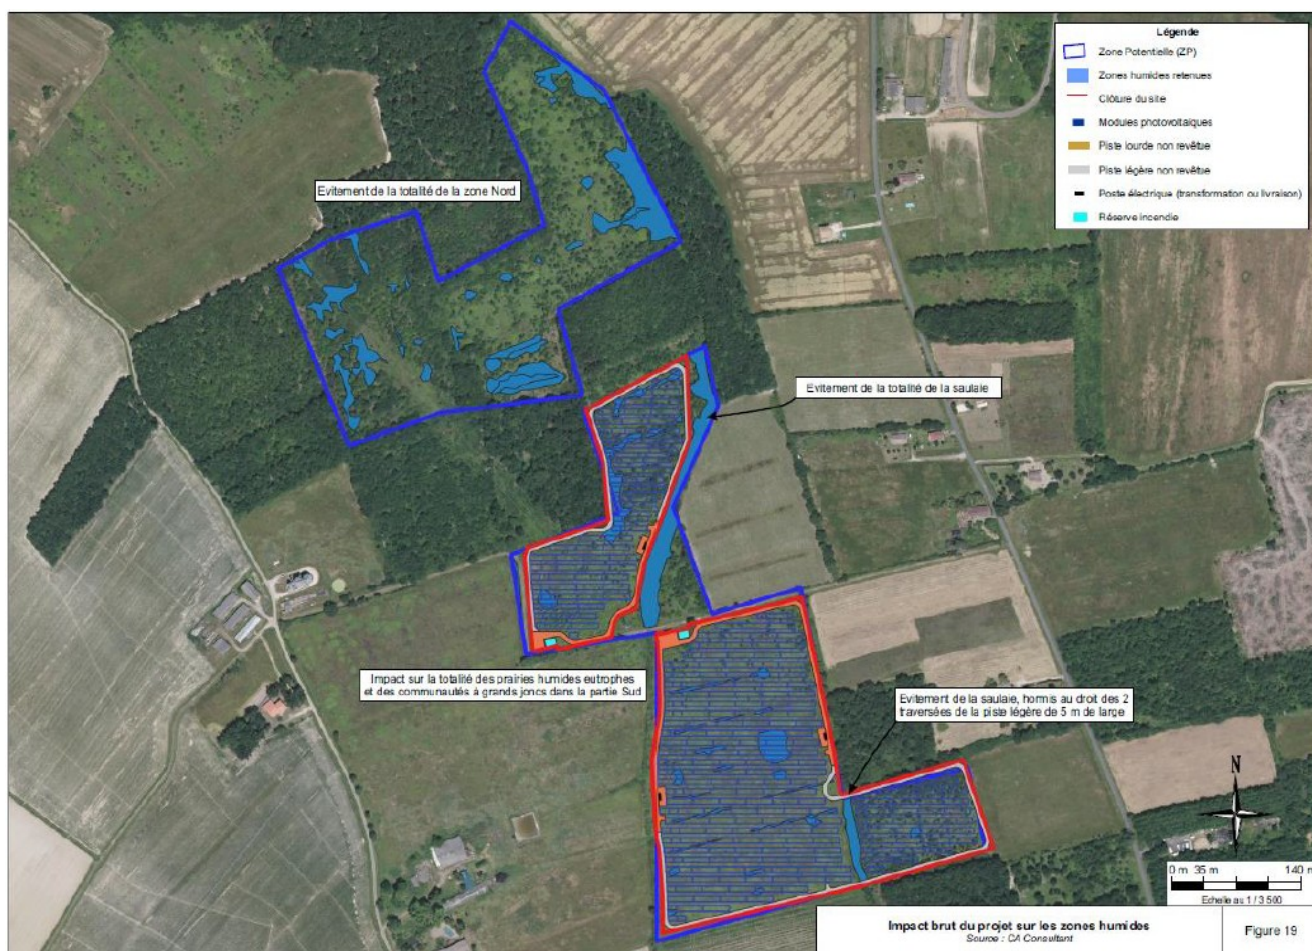 Légende
Zone Potentielle (ZP)
Zones humides retenues
Clôture du site
Modules photovoltaïques
Piste lourde non revêtue
Piste légère non revêtue
Poste électrique (transformation ou livraison)
Réserve incendie
Evitement de la totalité de la zone Nord
Evitement de la totalité de la saulaie
Impact sur la totalité des prairies humides eutrophes
et des communautés à grands joncs dans la partie Sud
Evitement de la saulaie, hormis au droit des 2
traversées de la piste légère de 5 m de large
N
0 m 35 m 140 m
Echelle as 1 / 3 500
Impact brut du projet sur les zones humides
Source : CA Consultant
Figure 19